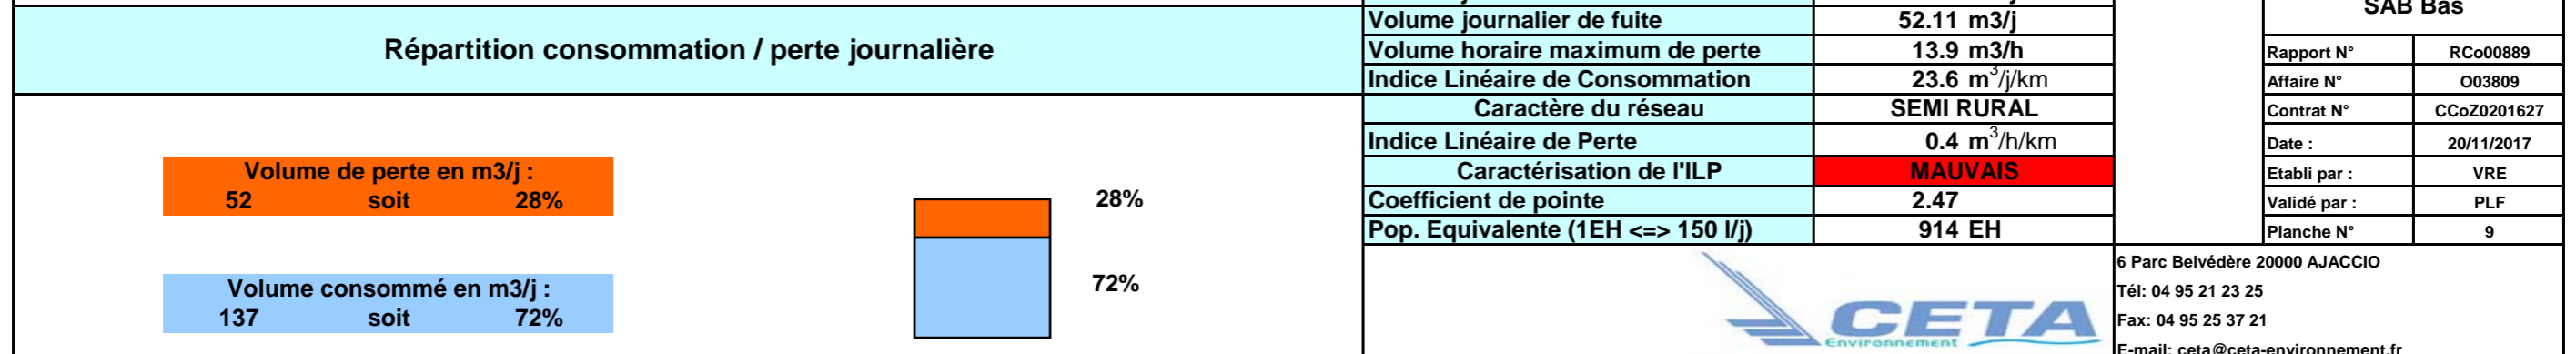 Répartition consommation / perte journalière
Volume de perte en m3/j :
52 soit 28%
Volume consommé en m3/j :
137 soit 72%
28%
72%
Volume journalier de fuite 52.11 m3/j
Volume horaire maximum de perte 13.9 m3/h
Indice Linéaire de Consommation 23.6 m³/j/km
Caractère du réseau SEMI RURAL
Indice Linéaire de Perte 0.4 m³/h/km
Caractérisation de l'ILP MAUVAIS
Coefficient de pointe 2.47
Pop. Equivalente (1EH <=> 150 l/j) 914 EH
CETA
Environnement
SAB Bas
Rapport N° RCo00889
Affaire N° O03809
Contrat N° CCoZ0201627
Date : 20/11/2017
Etabli par : VRE
Validé par : PLF
Planche N° 9
6 Parc Belvédère 20000 AJACCIO
Tél: 04 95 21 23 25
Fax: 04 95 25 37 21
E-mail: ceta@ceta-environnement.fr